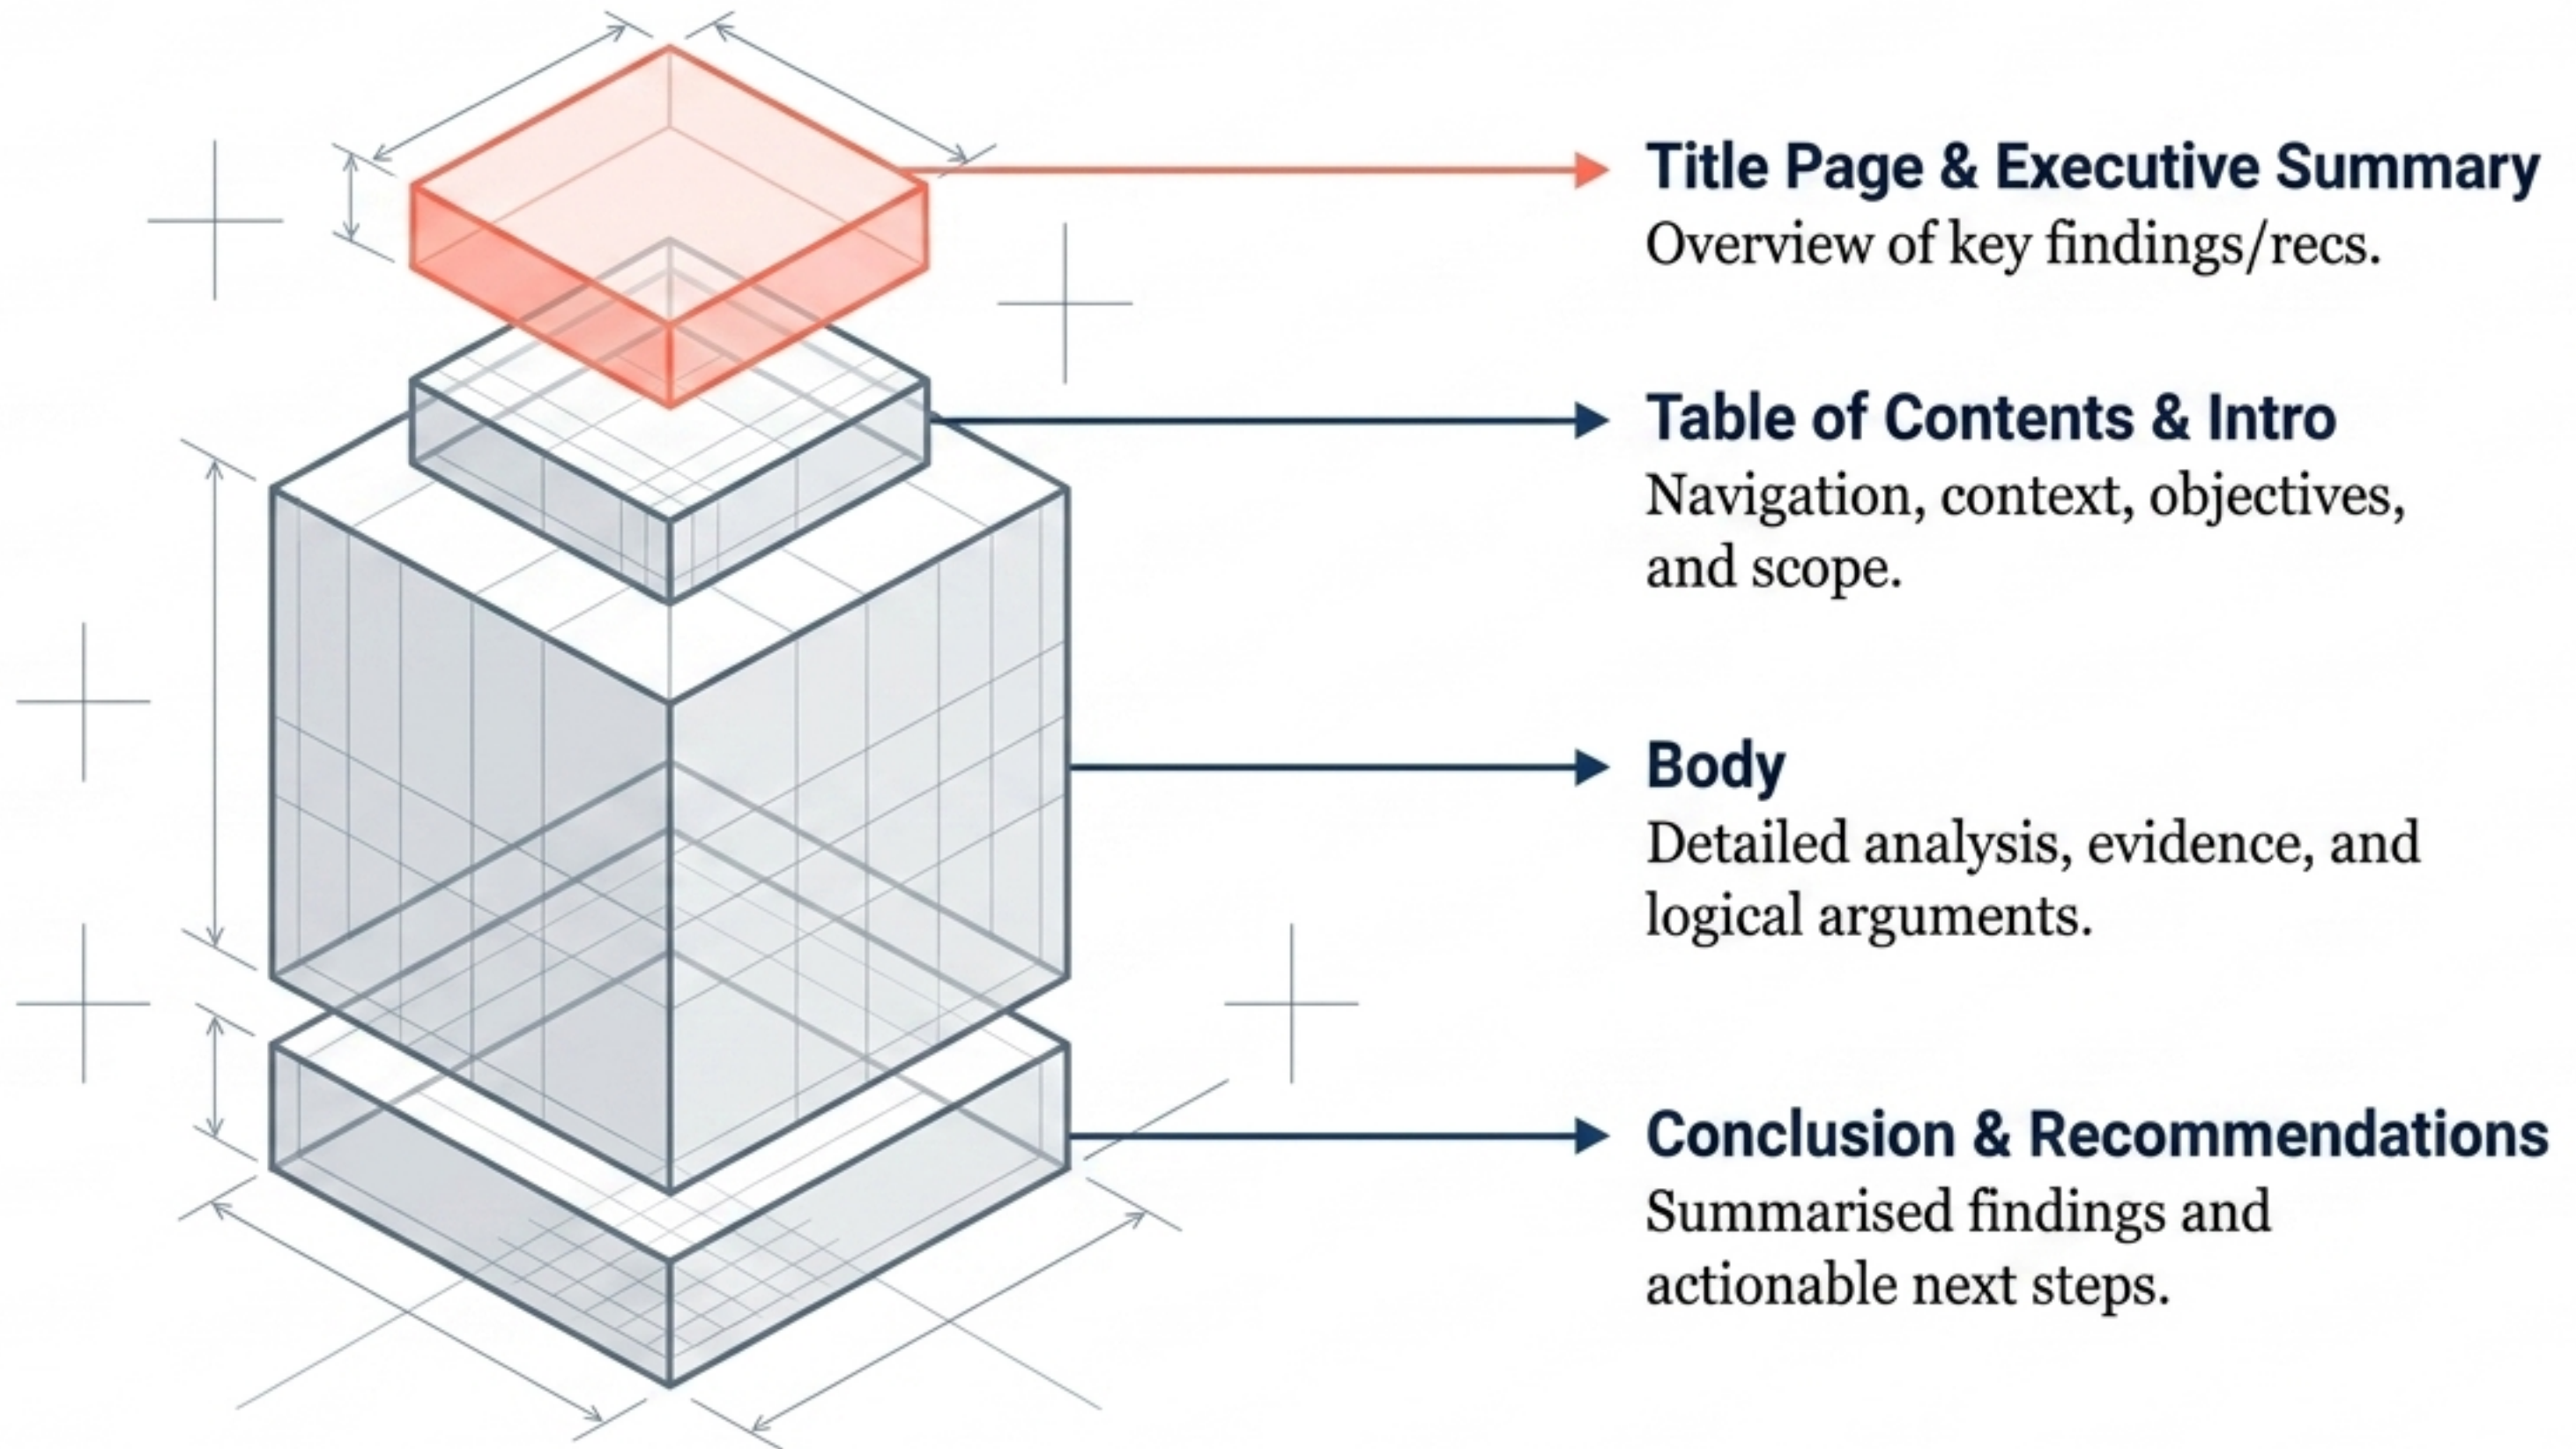 Title Page & Executive Summary
Overview of key findings/recs.
Table of Contents & Intro
Navigation, context, objectives,
and scope.
Body
Detailed analysis, evidence, and
logical arguments.
Conclusion & Recommendations
Summarised findings and
actionable next steps.